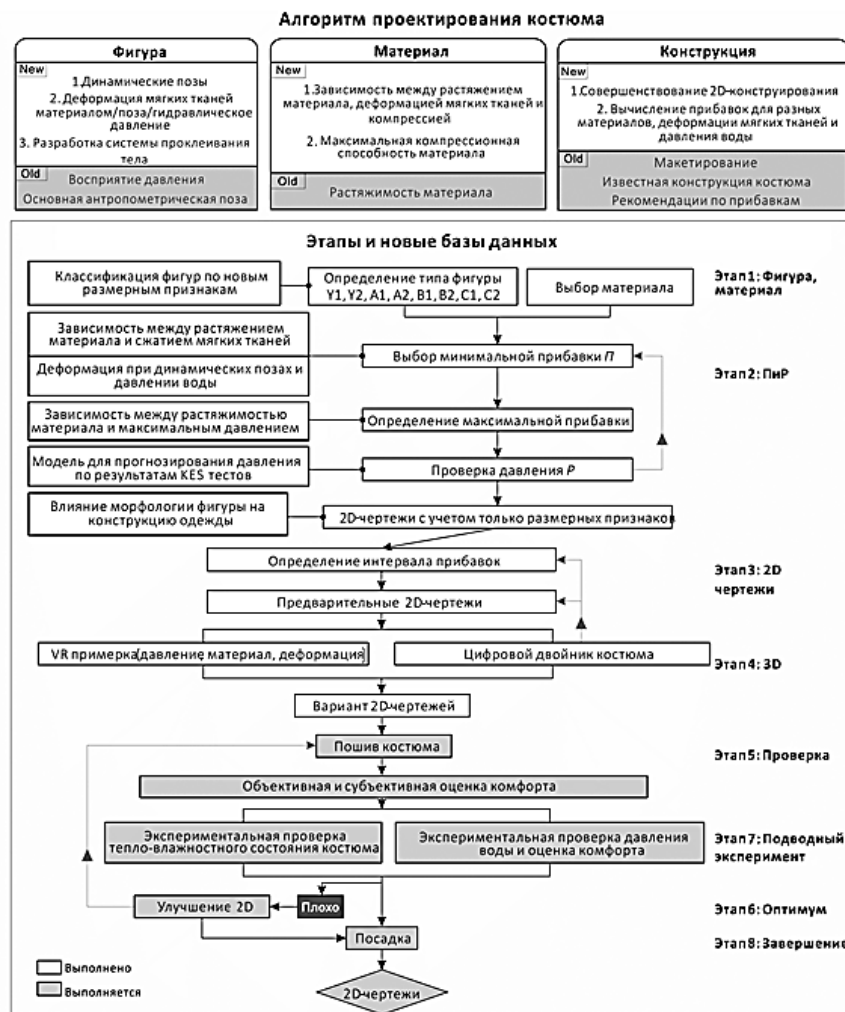 Алгоритм проектирования костюма
Фигура
New
1.Динамические позы
2. Деформация мягких тканей
материалом/поза/гидравлическое
давление
3. Разработка системы проклеивания
тела
Old
Восприятие давления
Основная антропометрическая поза
Материал
New
1.Зависимость между растяжением
материала, деформацией мягких тканей и
компрессией
2. Максимальная компрессионная
способность материала
Old
Растяжимость материала
Конструкция
New
1.Совершенствование 2D-конструирования
2. Вычисление прибавок для разных
материалов, деформации мягких тканей и
давления воды
Old
Макетирование
Известная конструкция костюма
Рекомендации по прибавкам
Этапы и новые базы данных
Классификация фигур по новым
размерным признакам
Определение типа фигуры
Y1, Y2, A1, A2, B1, B2, C1, C2
Выбор материала
Этап1: Фигура,
материал
Зависимость между растяжением
материала и сжатием мягких тканей
Деформация при динамических позах и
давлении воды
Выбор минимальной прибавки П
Этап2: ПиР
Зависимость между растяжимостью
материала и максимальным давлением
Определение максимальной прибавки
Модель для прогнозирования давления
по результатам KES тестов
Проверка давления Р
Влияние морфологии фигуры на
конструкцию одежды
2D-чертежи с учетом только размерных признаков
Определение интервала прибавок
Этап3: 2D
чертежи
Предварительные 2D-чертежи
VR примерка(давление материал, деформация)
Цифровой двойник костюма
Этап4: 3D
Вариант 2D-чертежей
Пошив костюма
Этап5: Проверка
Объективная и субъективная оценка комфорта
Экспериментальная проверка
тепло-влажностного состояния костюма
Экспериментальная проверка давления
воды и оценка комфорта
Этап7: Подводный
эксперимент
Улучшение 2D
Плохо
Этап6: Оптимум
Посадка
Этап8: Завершение
2D-чертежи
Выполнено
Выполняется